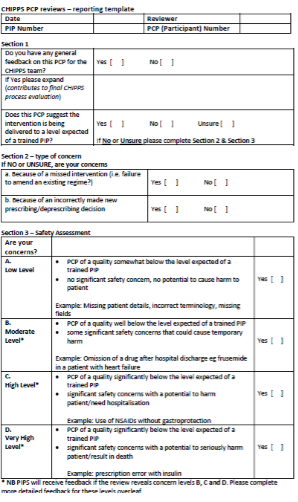 CHIPPS PCP reviews – reporting template
Date Reviewer
PIP Number PCP (Participant) Number
Section 1
Do you have any general
feedback on this PCP for the
CHIPPS team?
Yes [ ] No [ ]
If Yes please expand
(contributes to final CHIPPS
process evaluation)
Does this PCP suggest the
intervention is being
delivered to a level expected
of a trained PIP?
Yes [ ] No [ ] Unsure [ ]
If No or Unsure please complete Section 2 & Section 3
Section 2 – type of concern
If NO or UNSURE, are your concerns
a. Because of a missed intervention (i.e. failure
to amend an existing regime?)
Yes [ ] No [ ]
b. Because of an incorrectly made new
prescribing/deprescribing decision
Yes [ ] No [ ]
Section 3 – Safety Assessment
Are your
concerns?
A.
Low Level
• PCP of a quality somewhat below the level expected of a
trained PIP
• no significant safety concern, no potential to cause harm to
patient
Example: Missing patient details, incorrect terminology, missing
fields
Yes [ ]
B.
Moderate
Level*
• PCP of a quality well below the level expected of a trained PIP
• some significant safety concerns that could cause temporary
harm
Example: Omission of a drug after hospital discharge eg frusemide
in a patient with heart failure
Yes [ ]
C.
High Level*
• PCP of a quality significantly below the level expected of a
trained PIP
• significant safety concerns with a potential to harm
patient/need hospitalisation
Example: Use of NSAIDs without gastroprotection
Yes [ ]
D.
Very High
Level*
• PCP of a quality significantly below the level expected of a
trained PIP
• significant safety concerns with a potential to seriously harm
patient/result in death
Example: prescription error with insulin
Yes [ ]
* NB PIPS will receive feedback if the review reveals concern levels B, C and D. Please complete
more detailed feedback for these levels overleaf